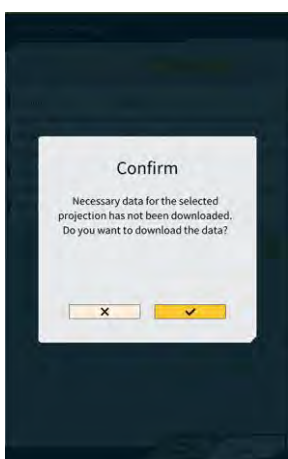 Confirm
Necessary data for the selected
projection has not been downloaded.
Do you want to download the data?